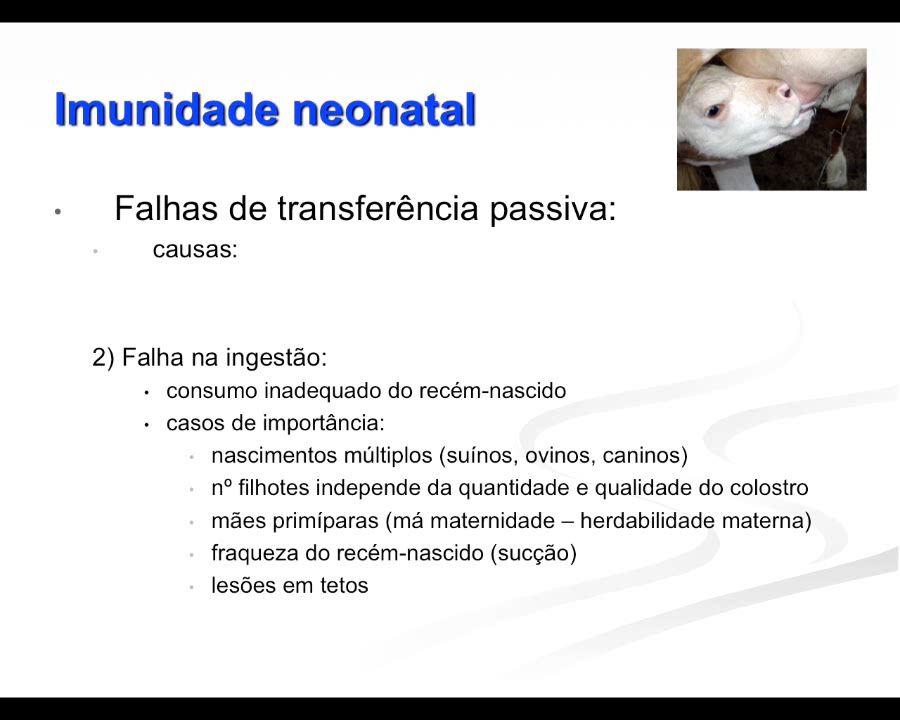 Imunidade neonatal
• Falhas de transferência passiva:
• causas:
2) Falha na ingestão:
• consumo inadequado do recém-nascido
• casos de importância:
• nascimentos múltiplos (suínos, ovinos, caninos)
• nº filhotes independe da quantidade e qualidade do colostro
• mães primíparas (má maternidade – herdabilidade materna)
• fraqueza do recém-nascido (sucção)
• lesões em tetos